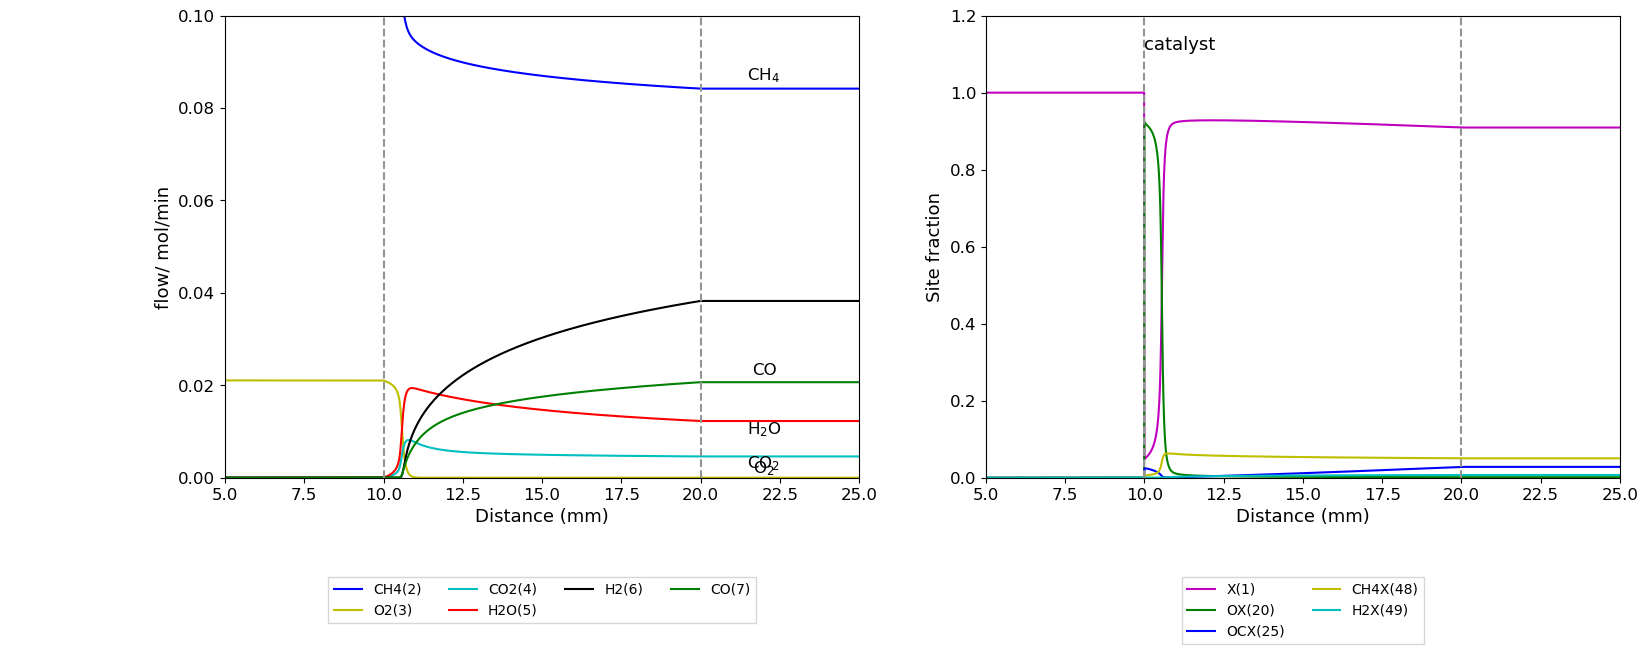 0.10
0.08
0.06
0.04
0.02
0.00
flow/ mol/min
CH₄
CO
H₂O
CO₂
O₂
5.0 7.5 10.0 12.5 15.0 17.5 20.0 22.5 25.0
Distance (mm)
CH4(2) CO2(4) H2(6) CO(7)
O2(3) H2O(5)
1.2
1.0
0.8
0.6
0.4
0.2
0.0
Site fraction
catalyst
5.0 7.5 10.0 12.5 15.0 17.5 20.0 22.5 25.0
Distance (mm)
X(1) CH4X(48)
OX(20) H2X(49)
OCX(25)